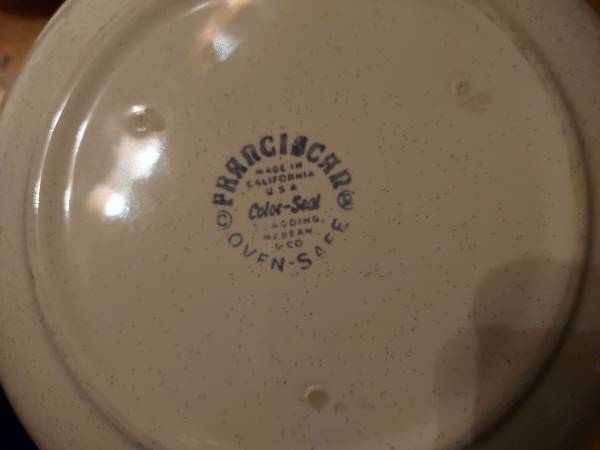 FRANCISCAN ®
MADE IN
CALIFORNIA
U S A
Color-Seal
GLADDING,
McBEAN
& CO
© OVEN-SAFE